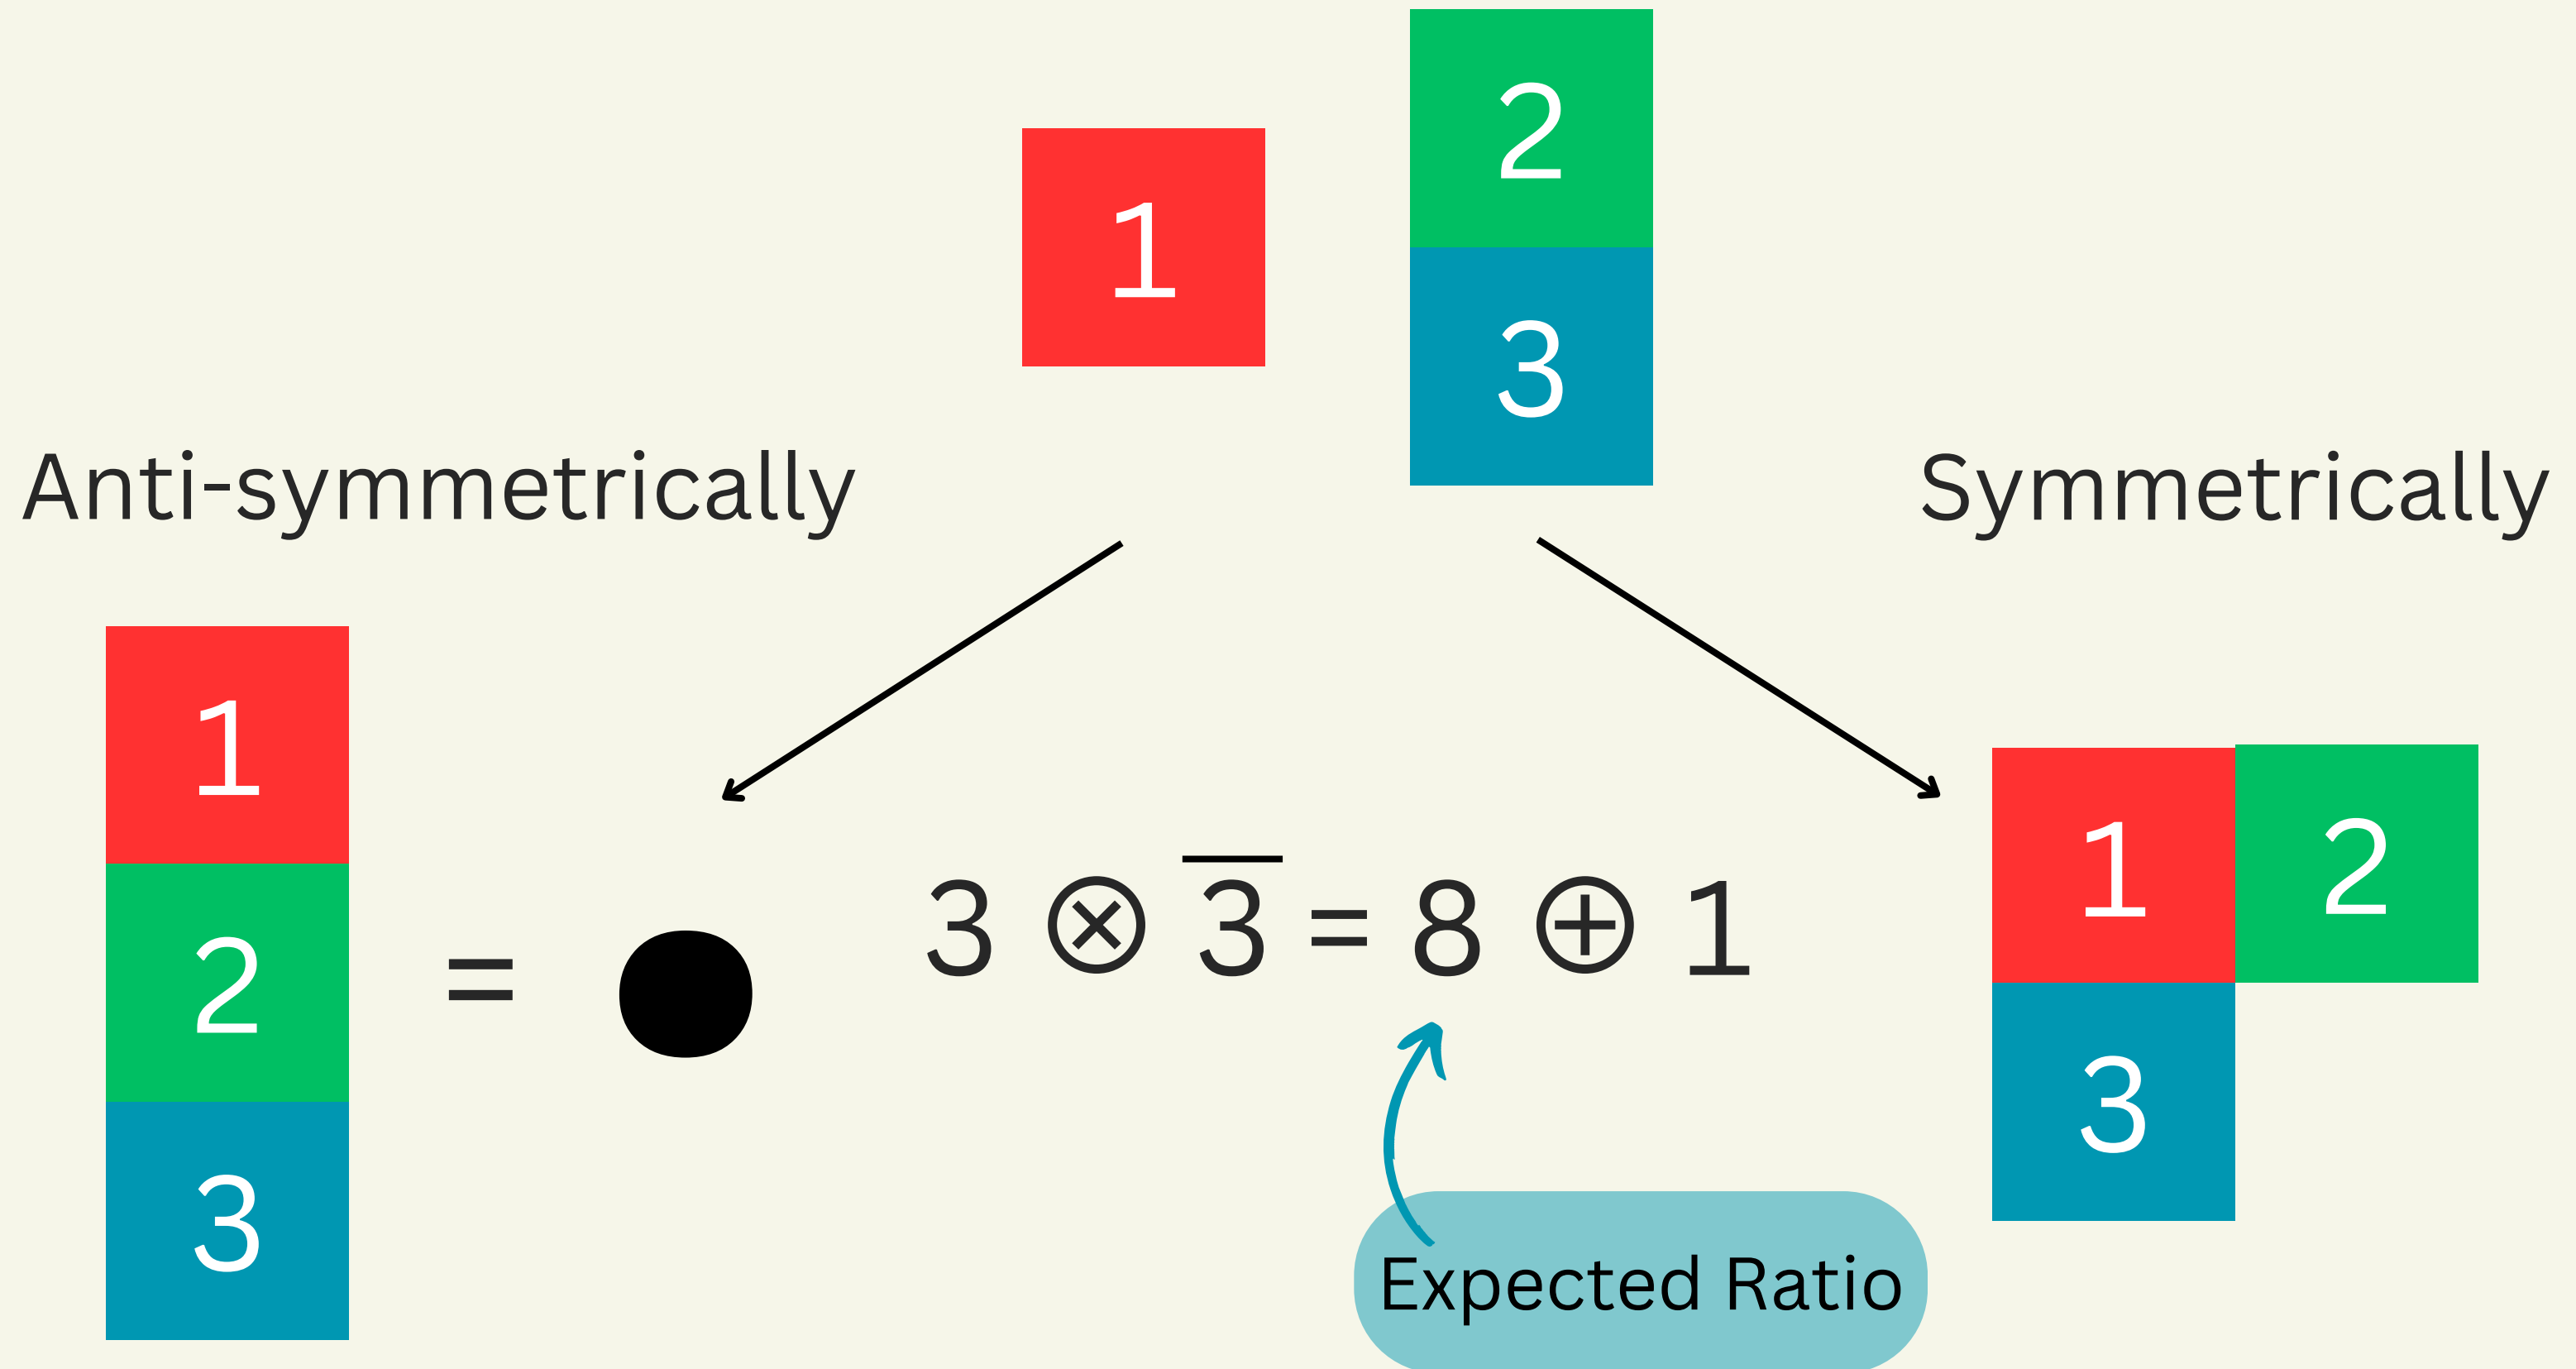 1
2
3
Anti-symmetrically
Symmetrically
1
2
3
=
3 ⊗ 3̅ = 8 ⊕ 1
1
2
3
Expected Ratio